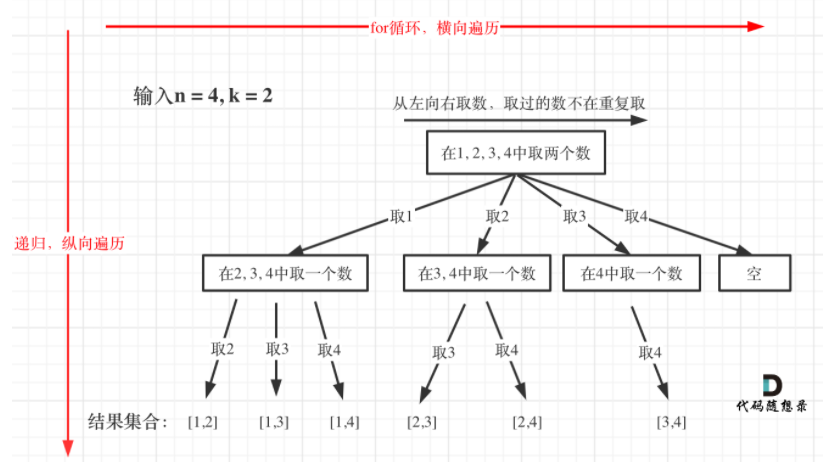 for循环，横向遍历
输入n = 4, k = 2
从左向右取数，取过的数不在重复取
在1, 2, 3, 4中取两个数
取1
取2
取3
取4
递归，纵向遍历
在2, 3, 4中取一个数
在3, 4中取一个数
在4中取一个数
空
取2
取3
取4
取3
取4
取4
代码随想录
结果集合： [1,2] [1,3] [1,4] [2,3] [2,4] [3,4]